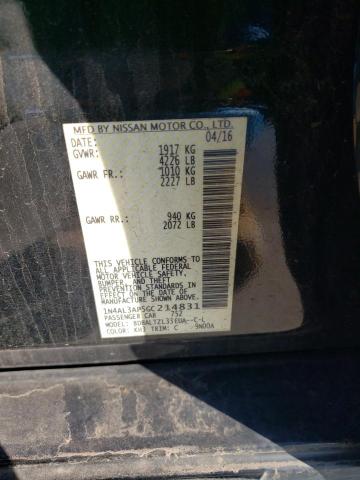 MFD BY NISSAN MOTOR CO., LTD.
DATE: 04/16
GVWR: 1917 KG
4226 LB
GAWR FR.: 1010 KG
2227 LB
GAWR RR.: 940 KG
2072 LB
THIS VEHICLE CONFORMS TO ALL
APPLICABLE FEDERAL MOTOR
VEHICLE SAFETY,
BUMPER, AND THEFT
PREVENTION STANDARDS
IN EFFECT ON THE DATE OF
MANUFACTURE SHOWN ABOVE.
1N4AL3AP5GC214831
PASSENGER CAR 752
MODEL: BDBALTZL33EUA--C-L
COLOR: KH3 TRIM: C 9N00A